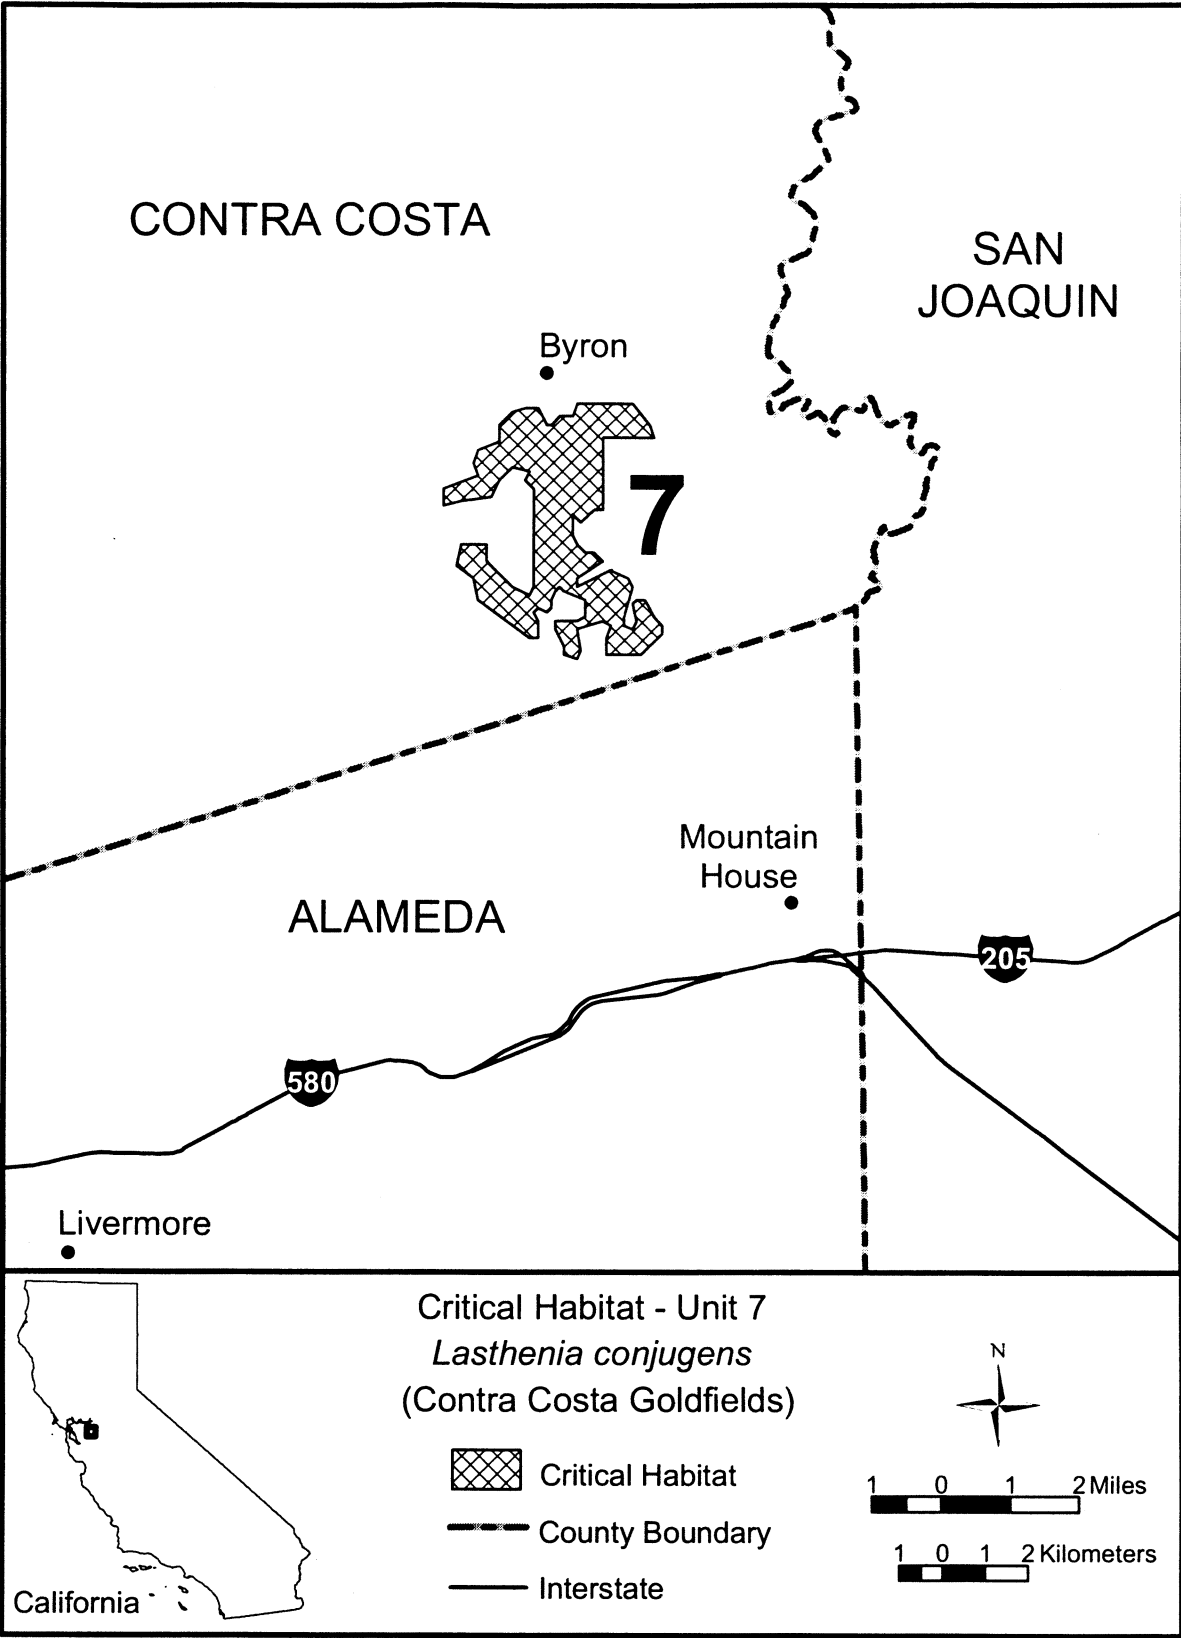 CONTRA COSTA
SAN
JOAQUIN
Byron
7
Mountain
House
ALAMEDA
205
580
Livermore
Critical Habitat - Unit 7
Lasthenia conjugens
(Contra Costa Goldfields)
Critical Habitat
County Boundary
Interstate
N
1 0 1 2 Miles
1 0 1 2 Kilometers
California